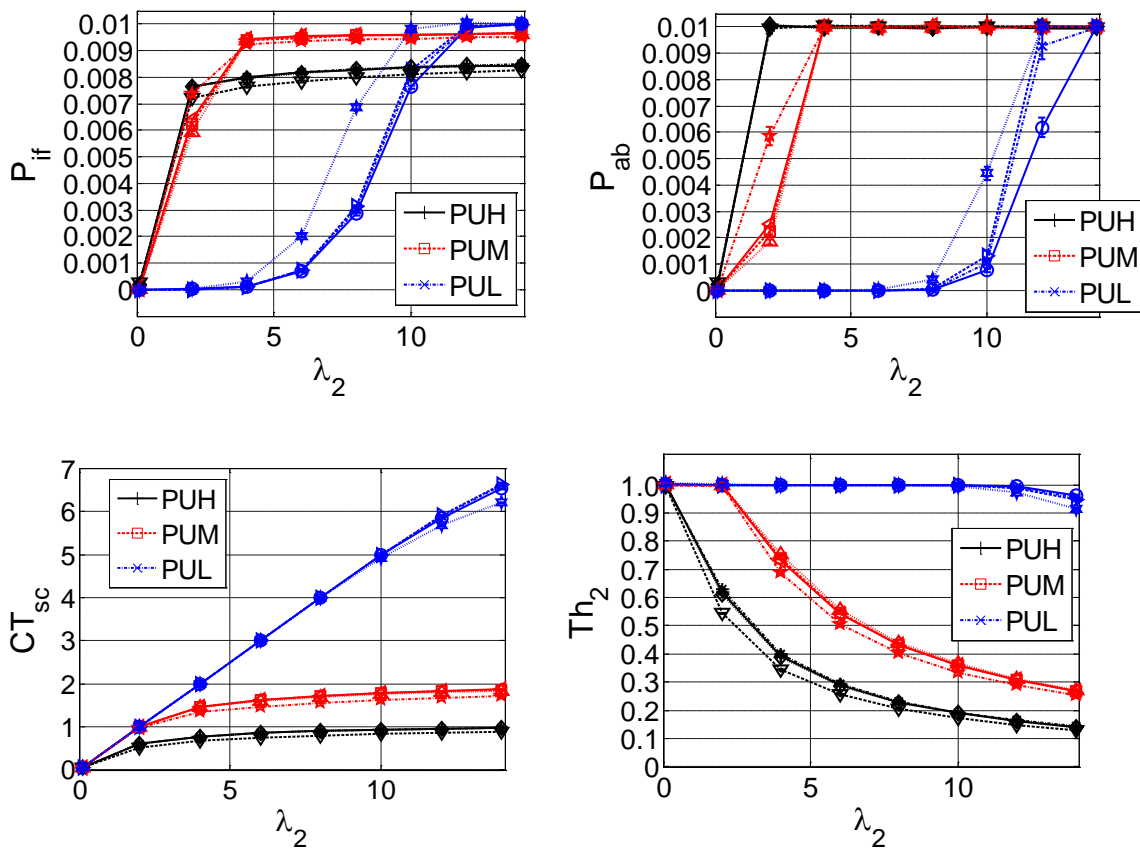 0.01
0.009
0.008
0.007
0.006
0.005
0.004
0.003
0.002
0.001
0
P_if
0 5 10
λ_2
PUH
PUM
PUL
0.01
0.009
0.008
0.007
0.006
0.005
0.004
0.003
0.002
0.001
0
P_ab
0 5 10
λ_2
PUH
PUM
PUL
7
6
5
4
3
2
1
0
CT_sc
0 5 10
λ_2
PUH
PUM
PUL
1.0
0.9
0.8
0.7
0.6
0.5
0.4
0.3
0.2
0.1
0
Th_2
0 5 10
λ_2
PUH
PUM
PUL